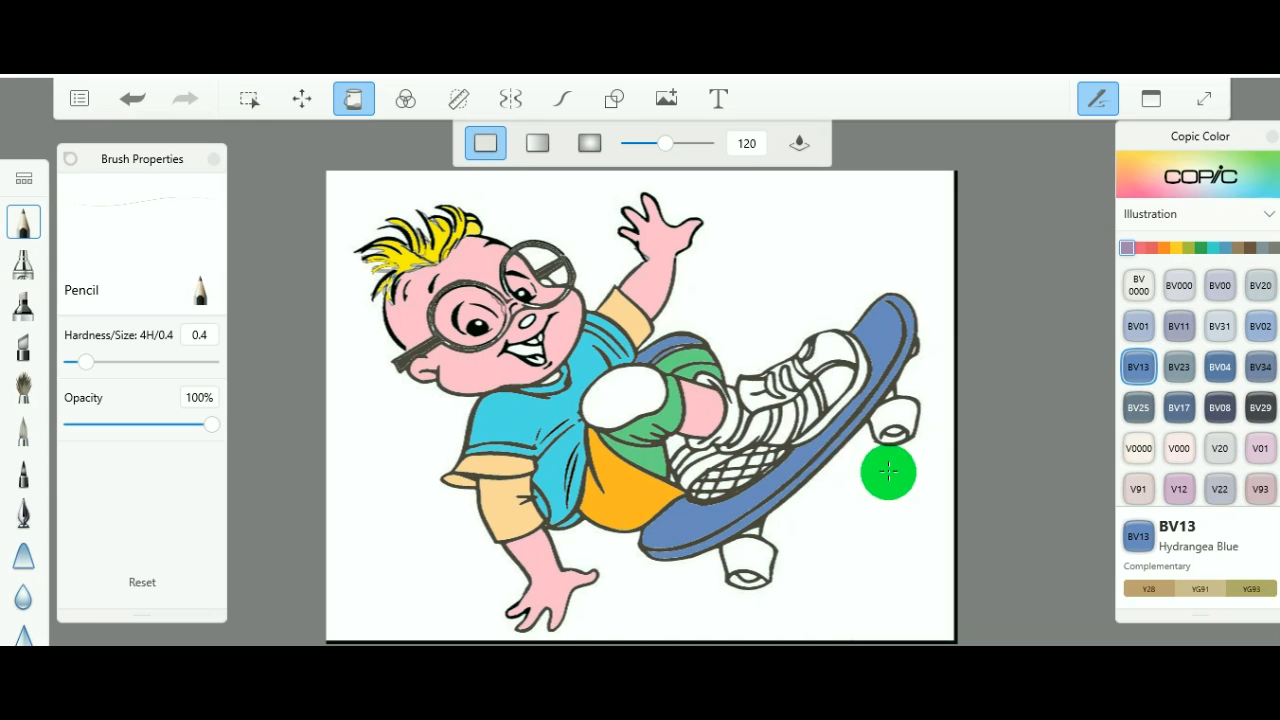 T
120
Brush Properties
Pencil
Hardness/Size: 4H/0.4
0.4
Opacity
100%
Reset
Copic Color
COPIC
Illustration
BV
0000
BV000
BV00
BV20
BV01
BV11
BV31
BV02
BV13
BV23
BV04
BV34
BV25
BV17
BV08
BV29
V0000
V000
V20
V01
V91
V12
V22
V93
BV13
BV13
Hydrangea Blue
Complementary
Y28
YG91
YG93